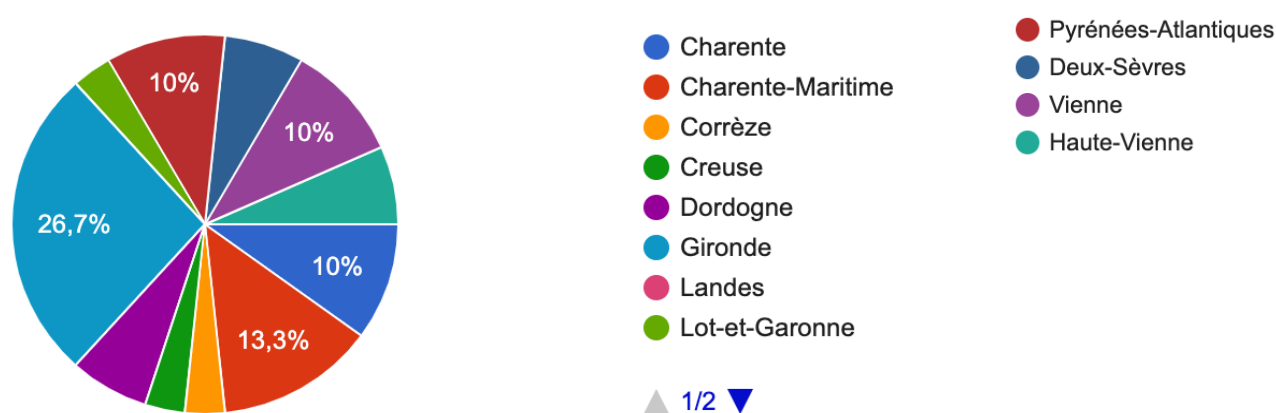 10%
10%
26,7%
10%
13,3%
Charente
Charente-Maritime
Corrèze
Creuse
Dordogne
Gironde
Landes
Lot-et-Garonne
1/2
Pyrénées-Atlantiques
Deux-Sèvres
Vienne
Haute-Vienne